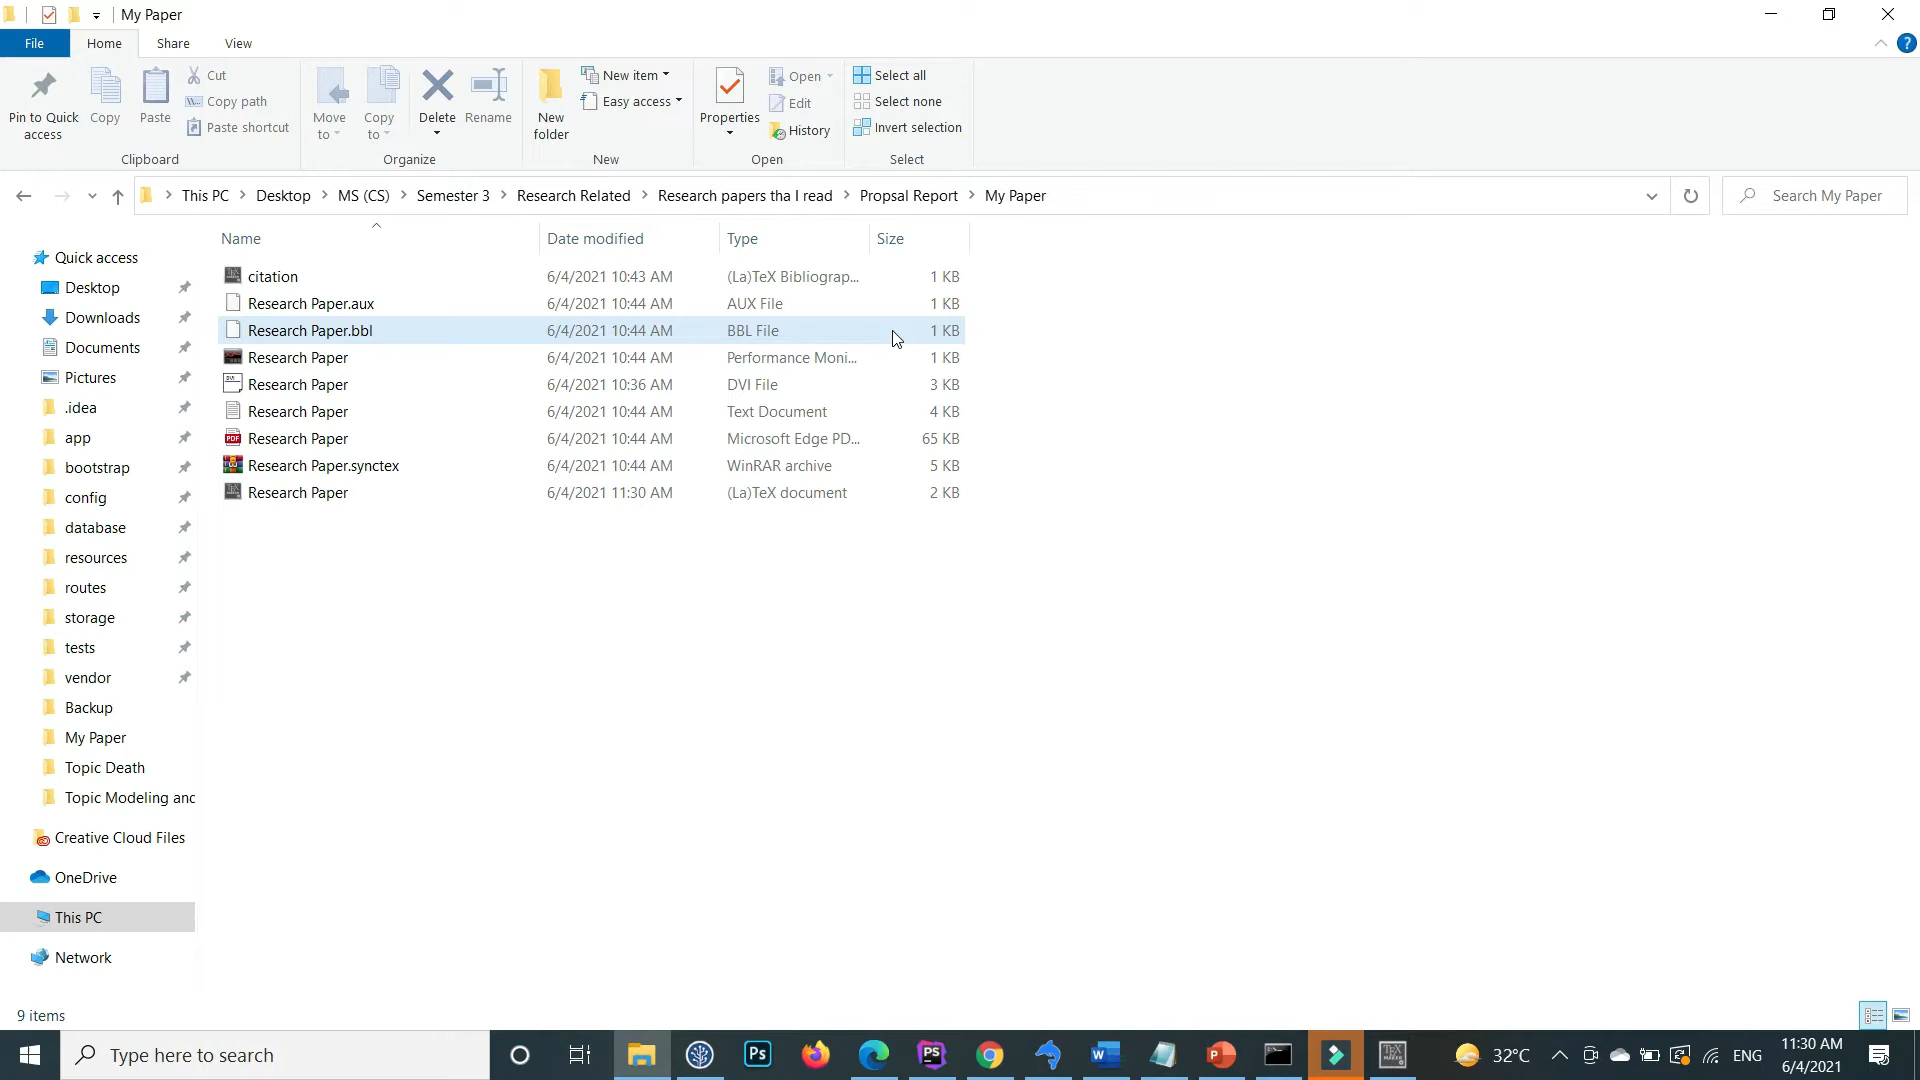 My Paper
File Home Share View
Pin to Quick access
Copy
Paste
Cut
Copy path
Paste shortcut
Clipboard
Move to
Copy to
Delete
Rename
Organize
New folder
New item
Easy access
New
Properties
Open
Edit
History
Open
Select all
Select none
Invert selection
Select
This PC > Desktop > MS (CS) > Semester 3 > Research Related > Research papers tha I read > Propsal Report > My Paper
Search My Paper
Name Date modified Type Size
citation 6/4/2021 10:43 AM (La)TeX Bibliograp... 1 KB
Research Paper.aux 6/4/2021 10:44 AM AUX File 1 KB
Research Paper.bbl 6/4/2021 10:44 AM BBL File 1 KB
Research Paper 6/4/2021 10:44 AM Performance Moni... 1 KB
Research Paper 6/4/2021 10:36 AM DVI File 3 KB
Research Paper 6/4/2021 10:44 AM Text Document 4 KB
Research Paper 6/4/2021 10:44 AM Microsoft Edge PD... 65 KB
Research Paper.synctex 6/4/2021 10:44 AM WinRAR archive 5 KB
Research Paper 6/4/2021 11:30 AM (La)TeX document 2 KB
Quick access
Desktop
Downloads
Documents
Pictures
.idea
app
bootstrap
config
database
resources
routes
storage
tests
vendor
Backup
My Paper
Topic Death
Topic Modeling anc
Creative Cloud Files
OneDrive
This PC
Network
9 items
Type here to search
32°C
ENG
11:30 AM
6/4/2021